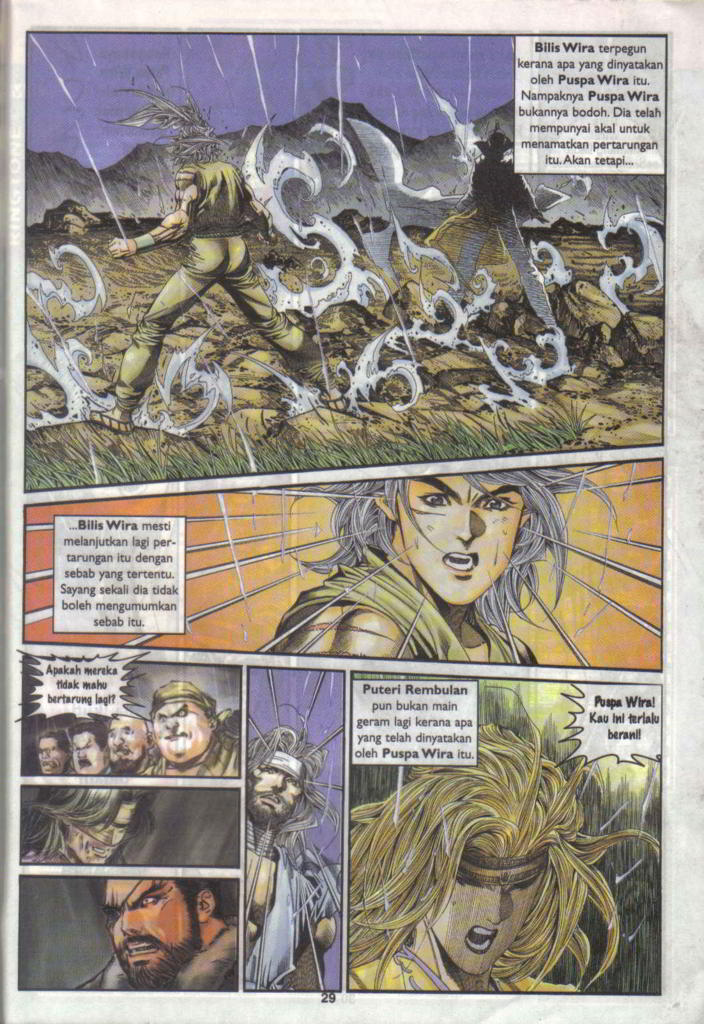 Bilis Wira terpegun
kerana apa yang dinyatakan
oleh Puspa Wira itu.
Nampaknya Puspa Wira
bukannya bodoh. Dia telah
mempunyai akal untuk
menamatkan pertarungan
itu. Akan tetapi...
...Bilis Wira mesti
melanjutkan lagi per-
tarungan itu dengan
sebab yang tertentu.
Sayang sekali dia tidak
boleh mengumumkan
sebab itu.
Apakah mereka
tidak mahu
bertarung lagi?
Puteri Rembulan
pun bukan main
geram lagi kerana apa
yang telah dinyatakan
oleh Puspa Wira itu.
Puspa Wira!
Kau ini terlalu
berani!
29